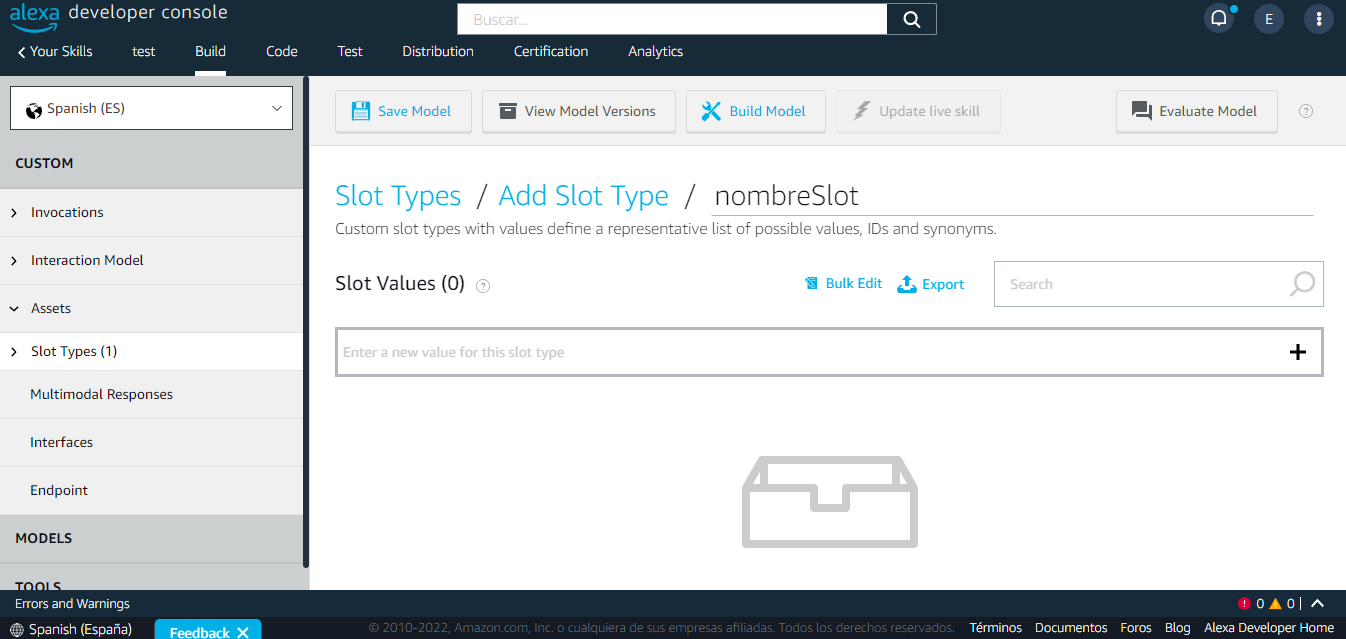 alexa developer console
Buscar...
E
Your Skills test Build Code Test Distribution Certification Analytics
Spanish (ES)
Save Model View Model Versions Build Model Update live skill Evaluate Model ?
CUSTOM
Invocations
Interaction Model
Assets
Slot Types (1)
Multimodal Responses
Interfaces
Endpoint
MODELS
TOOLS
Slot Types / Add Slot Type / nombreSlot
Custom slot types with values define a representative list of possible values, IDs and synonyms.
Slot Values (0) ? Bulk Edit Export Search
Enter a new value for this slot type
Errors and Warnings 0 0 |
Spanish (España) Feedback © 2010-2022, Amazon.com, Inc. o cualquiera de sus empresas afiliadas. Todos los derechos reservados. Términos Documentos Foros Blog Alexa Developer Home